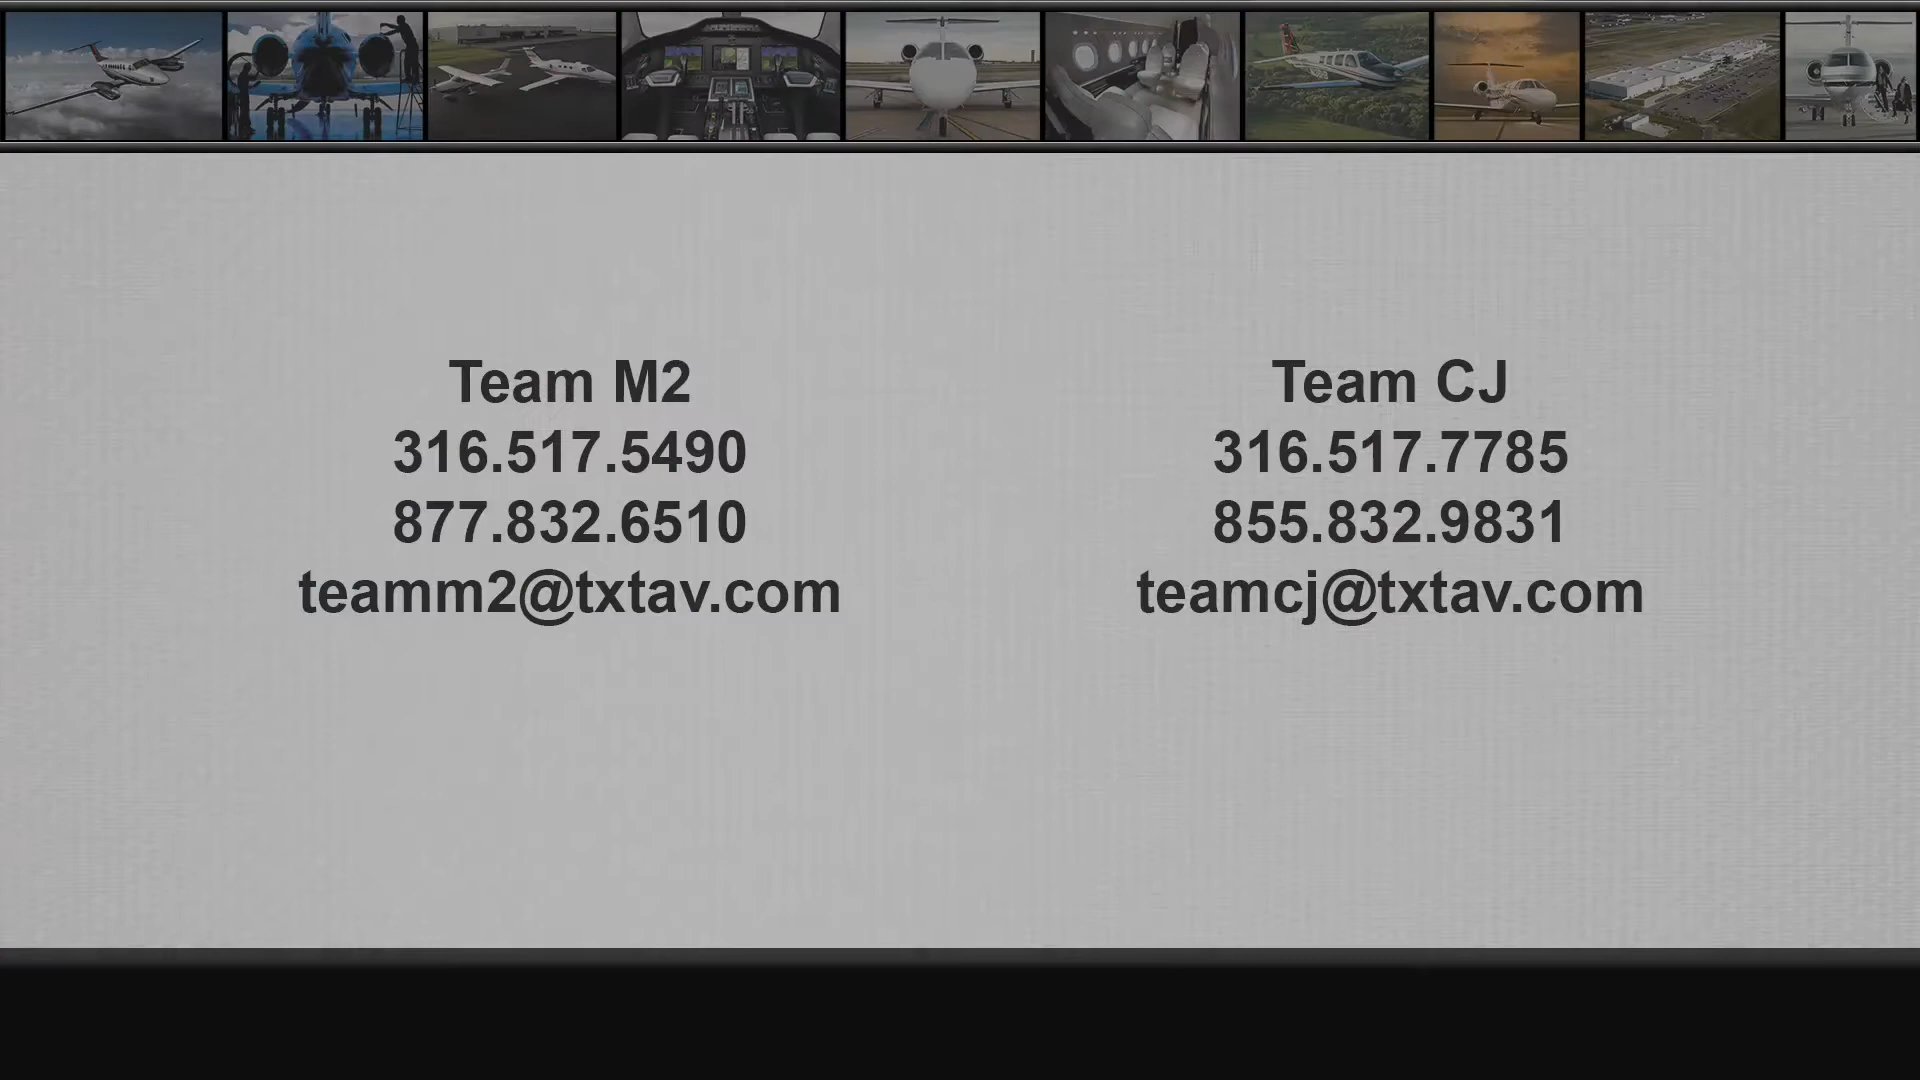 Team M2
316.517.5490
877.832.6510
teamm2@txtav.com
Team CJ
316.517.7785
855.832.9831
teamcj@txtav.com